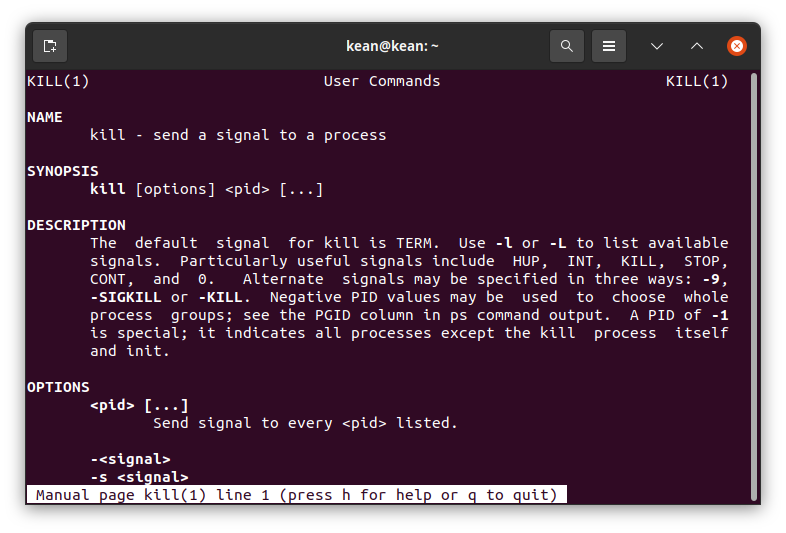 kean@kean: ~
KILL(1) User Commands KILL(1)
NAME
kill - send a signal to a process
SYNOPSIS
kill [options] <pid> [...]
DESCRIPTION
The default signal for kill is TERM. Use -l or -L to list available
signals. Particularly useful signals include HUP, INT, KILL, STOP,
CONT, and 0. Alternate signals may be specified in three ways: -9,
-SIGKILL or -KILL. Negative PID values may be used to choose whole
process groups; see the PGID column in ps command output. A PID of -1
is special; it indicates all processes except the kill process itself
and init.
OPTIONS
<pid> [...]
Send signal to every <pid> listed.
-<signal>
-s <signal>
Manual page kill(1) line 1 (press h for help or q to quit)